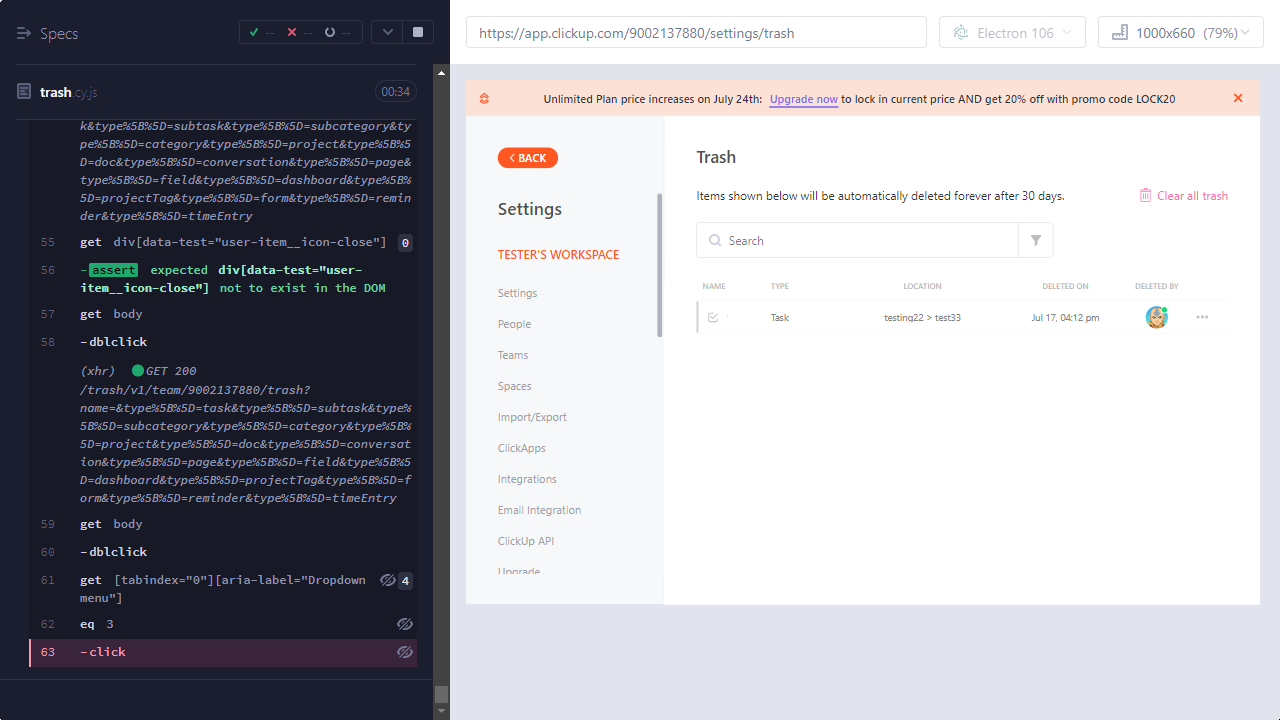 Specs
--
--
--
trash.cy.js
00:34
k&type%5B%5D=subtask&type%5B%5D=subcategory&ty
pe%5B%5D=category&type%5B%5D=project&type%5B%5
D=doc&type%5B%5D=conversation&type%5B%5D=page&
type%5B%5D=field&type%5B%5D=dashboard&type%5B%
5D=projectTag&type%5B%5D=form&type%5B%5D=remin
der&type%5B%5D=timeEntry
55 get div[data-test="user-item__icon-close"] 0
56 -assert expected div[data-test="user-
item__icon-close"] not to exist in the DOM
57 get body
58 -dblclick
(xhr) GET 200
/trash/v1/team/9002137880/trash?
name=&type%5B%5D=task&type%5B%5D=subtask&type%
5B%5D=subcategory&type%5B%5D=category&type%5B%
5D=project&type%5B%5D=doc&type%5B%5D=conversat
ion&type%5B%5D=page&type%5B%5D=field&type%5B%5
D=dashboard&type%5B%5D=projectTag&type%5B%5D=f
orm&type%5B%5D=reminder&type%5B%5D=timeEntry
59 get body
60 -dblclick
61 get [tabindex="0"][aria-label="Dropdown 4
menu"]
62 eq 3
63 -click
https://app.clickup.com/9002137880/settings/trash
Electron 106
1000x660 (79%)
Unlimited Plan price increases on July 24th: Upgrade now to lock in current price AND get 20% off with promo code LOCK20
BACK
Settings
TESTER'S WORKSPACE
Settings
People
Teams
Spaces
Import/Export
ClickApps
Integrations
Email Integration
ClickUp API
Upgrade
Trash
Items shown below will be automatically deleted forever after 30 days.
Clear all trash
Search
NAME TYPE LOCATION DELETED ON DELETED BY
Task testing22 > test33 Jul 17, 04:12 pm